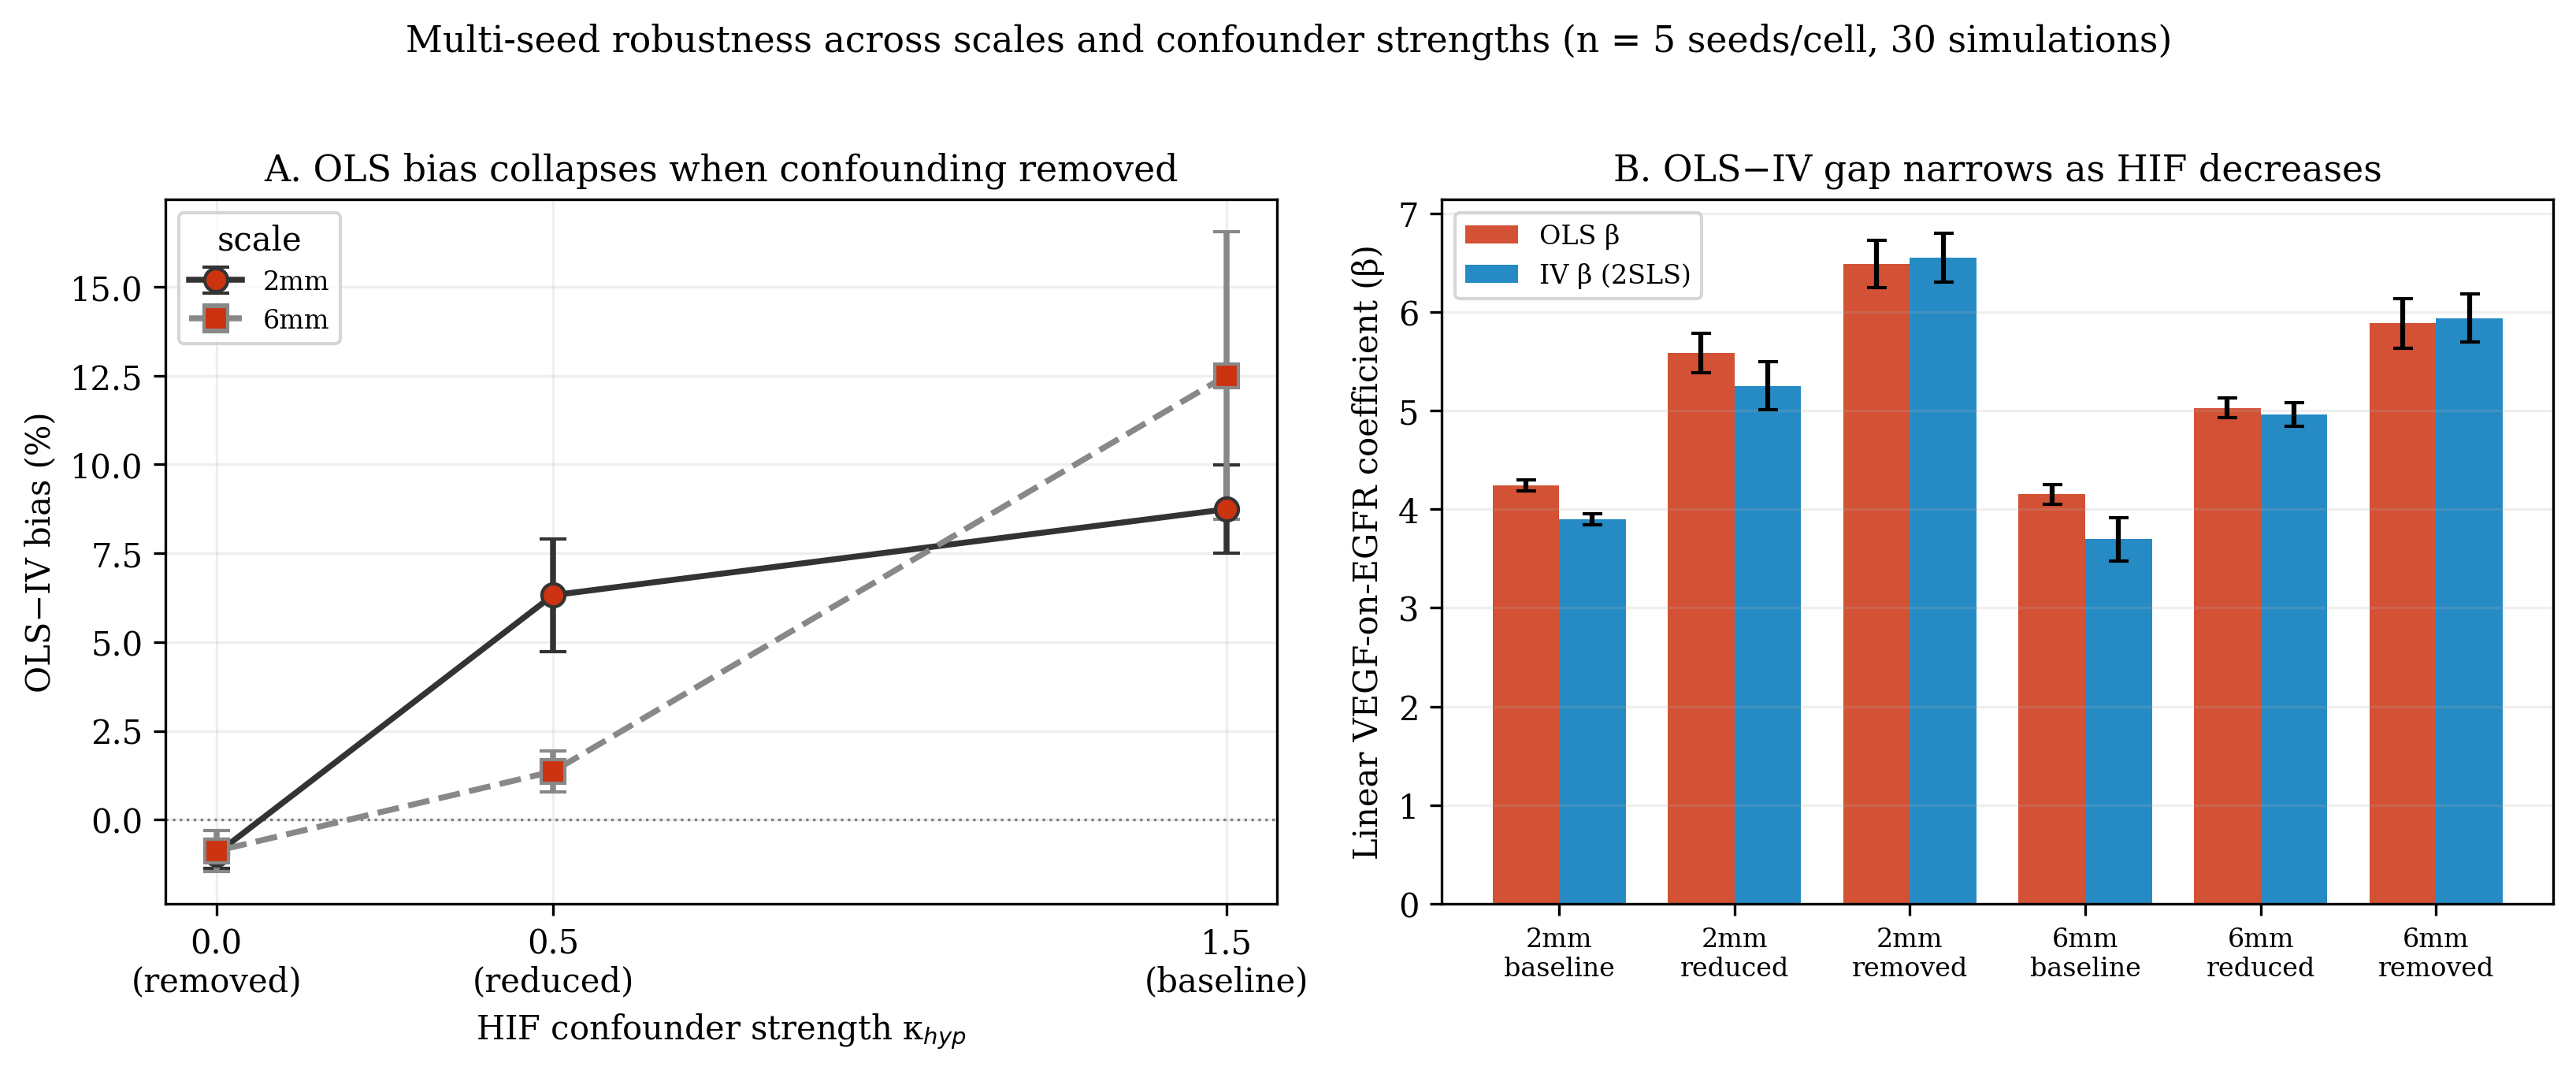 Multi-seed robustness across scales and confounder strengths (n = 5 seeds/cell, 30 simulations)
A. OLS bias collapses when confounding removed
scale
2mm
6mm
OLS−IV bias (%)
15.0
12.5
10.0
7.5
5.0
2.5
0.0
0.0 0.5 1.5
(removed) (reduced) (baseline)
HIF confounder strength κhyp
B. OLS−IV gap narrows as HIF decreases
OLS β
IV β (2SLS)
Linear VEGF-on-EGFR coefficient (β)
7
6
5
4
3
2
1
0
2mm 2mm 2mm 6mm 6mm 6mm
baseline reduced removed baseline reduced removed